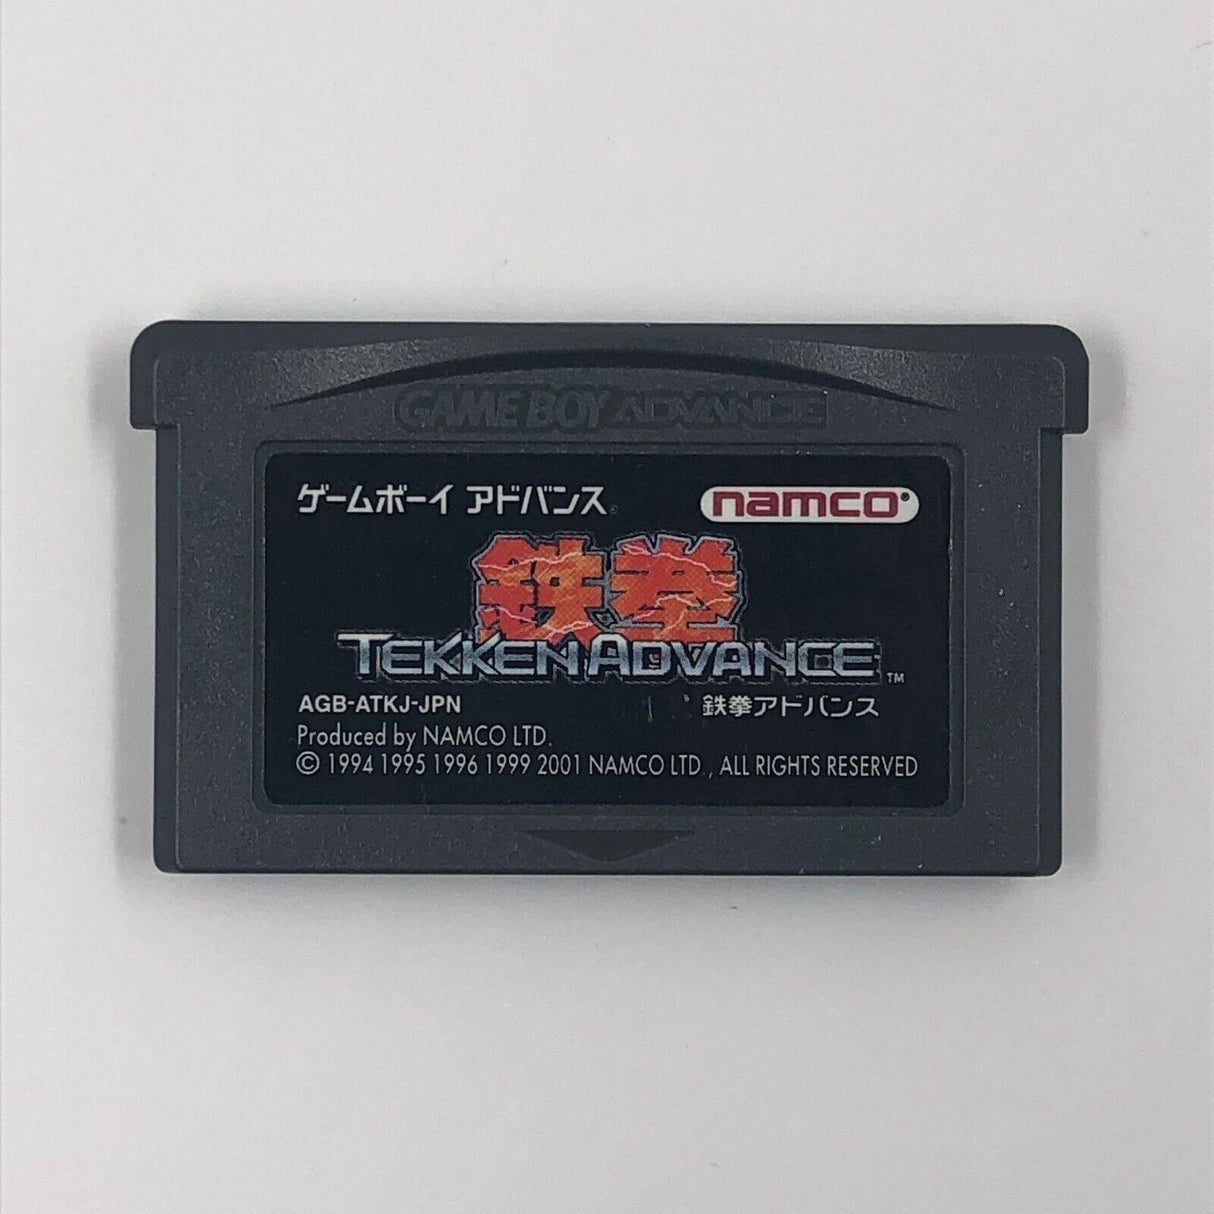 GAME BOY ADVANCE
ゲームボーイ アドバンス
namco®
鉄拳
TEKKEN ADVANCE™
AGB-ATKJ-JPN
鉄拳アドバンス
Produced by NAMCO LTD.
© 1994 1995 1996 1999 2001 NAMCO LTD., ALL RIGHTS RESERVED